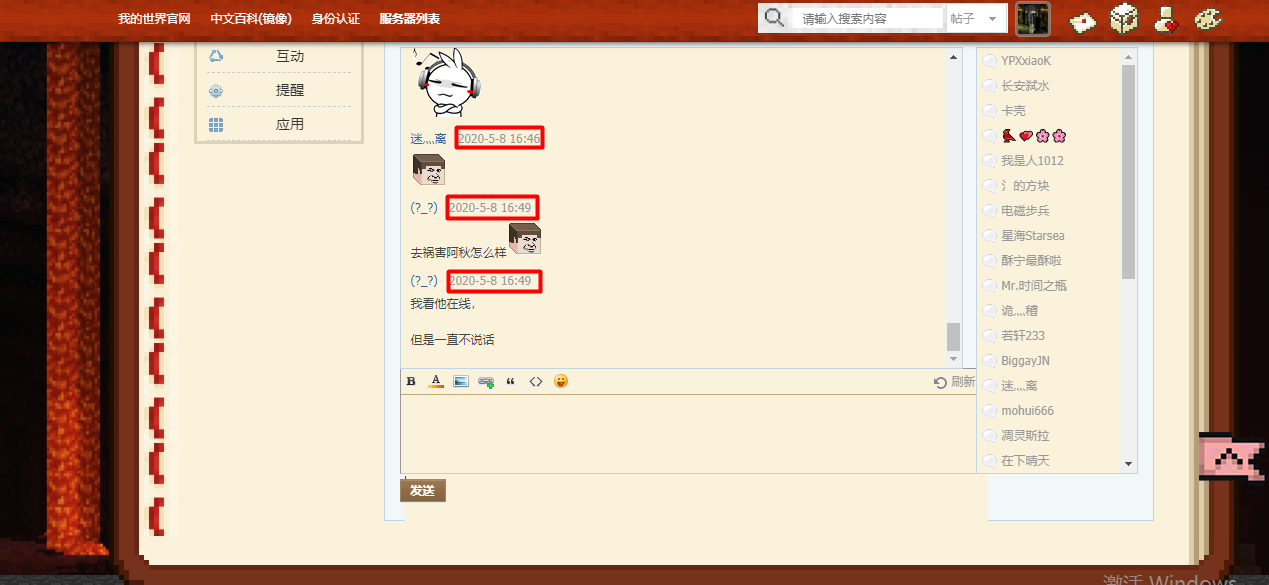 我的世界官网 中文百科(镜像) 身份认证 服务器列表 请输入搜索内容 帖子
互动
提醒
应用
迷灬离 2020-5-8 16:46
(?_?) 2020-5-8 16:49
去祸害阿秋怎么样
(?_?) 2020-5-8 16:49
我看他在线,
但是一直不说话
B A “ <> 刷新
发送
YPXxiaoK
长安弑水
卡壳
我是人1012
氵的方块
电磁步兵
星海Starsea
酥宁最酥啦
Mr.时间之瓶
诡灬稽
若轩233
BiggayJN
迷灬离
mohui666
凋灵斯拉
在下晴天
激活 Windows